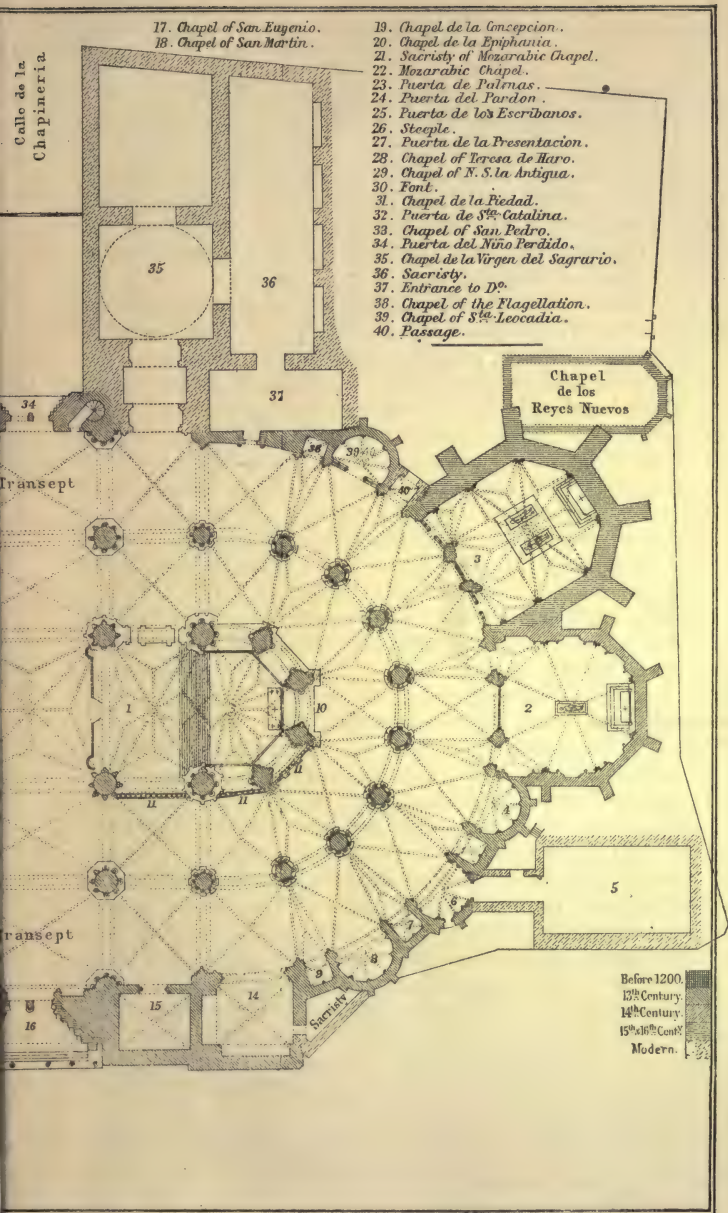 17. Chapel of San Eugenio.
18. Chapel of San Martin.
19. Chapel de la Concepcion.
20. Chapel de la Epiphania.
21. Sacristy of Mozarabic Chapel.
22. Mozarabic Chapel.
23. Puerta de Palmas.
24. Puerta del Pardon.
25. Puerta de los Escribanos.
26. Steeple.
27. Puerta de la Presentacion.
28. Chapel of Teresa de Haro.
29. Chapel of N. S. la Antigua.
30. Font.
31. Chapel de la Piedad.
32. Puerta de Sta. Catalina.
33. Chapel of San Pedro.
34. Puerta del Niño Perdido.
35. Chapel de la Virgen del Sagrario.
36. Sacristy.
37. Entrance to Do.
38. Chapel of the Flagellation.
39. Chapel of Sta. Leocadia.
40. Passage.
Calle de la
Chapineria
35
36
37
34
38
39
40
Chapel
de los
Reyes Nuevos
Transept
3
1
10
2
11
11
11
4
5
6
7
8
9
ransept
14
15
16
Sacristy
Before 1200.
13th Century.
14th Century.
15th & 16th Centy.
Modern.